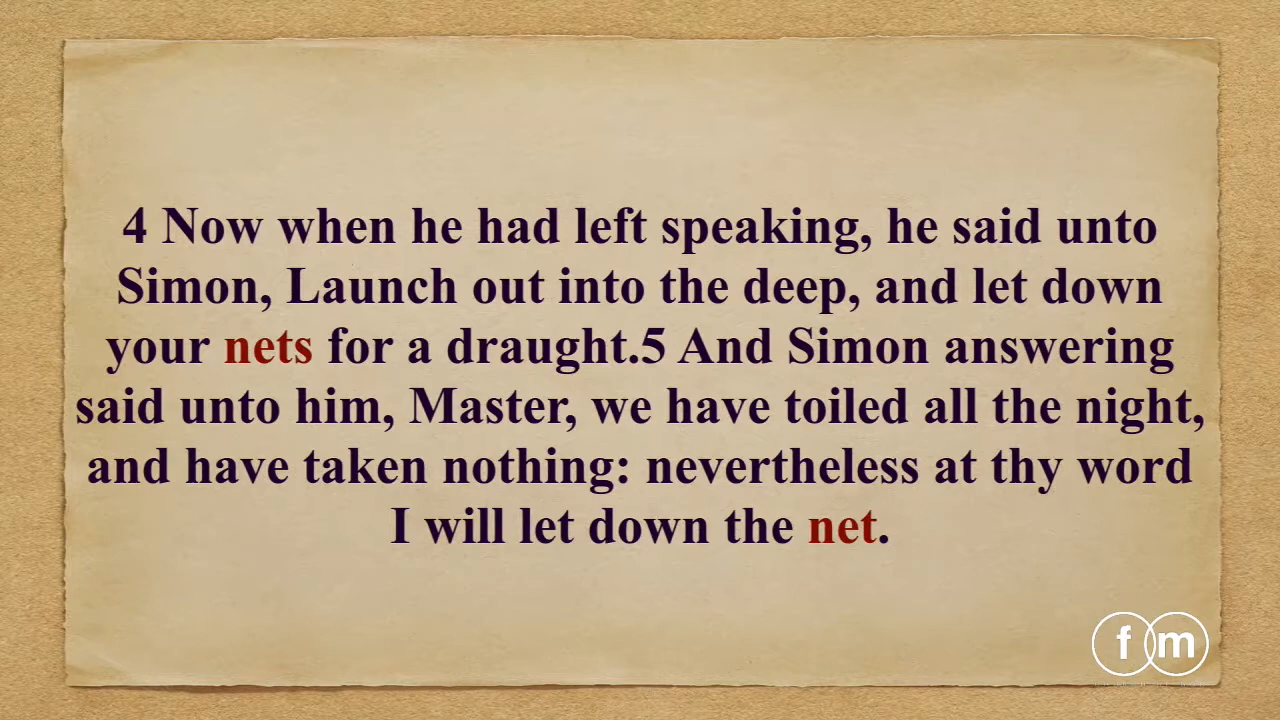 4 Now when he had left speaking, he said unto
Simon, Launch out into the deep, and let down
your nets for a draught.5 And Simon answering
said unto him, Master, we have toiled all the night,
and have taken nothing: nevertheless at thy word
I will let down the net.
fm